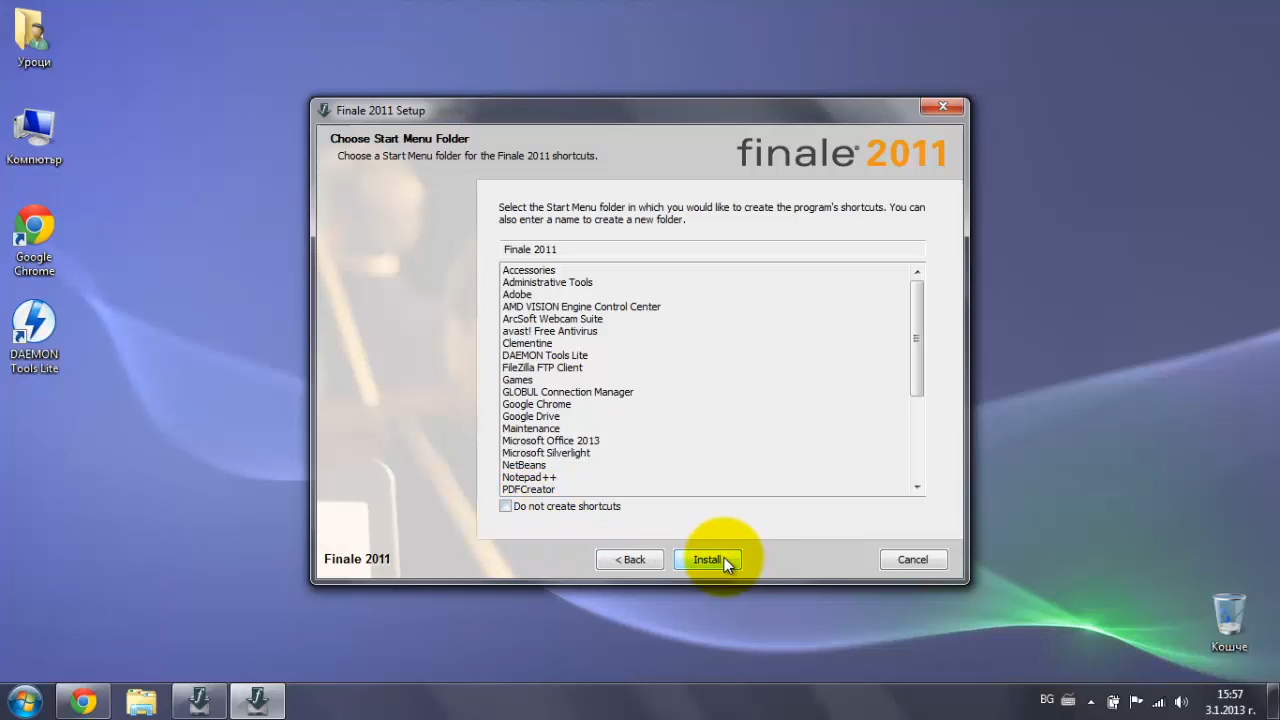 Уроци
Компютър
Google
Chrome
DAEMON
Tools Lite
Finale 2011 Setup
Choose Start Menu Folder
Choose a Start Menu folder for the Finale 2011 shortcuts.
finale® 2011
Select the Start Menu folder in which you would like to create the program's shortcuts. You can
also enter a name to create a new folder.
Finale 2011
Accessories
Administrative Tools
Adobe
AMD VISION Engine Control Center
ArcSoft Webcam Suite
avast! Free Antivirus
Clementine
DAEMON Tools Lite
FileZilla FTP Client
Games
GLOBUL Connection Manager
Google Chrome
Google Drive
Maintenance
Microsoft Office 2013
Microsoft Silverlight
NetBeans
Notepad++
PDFCreator
Do not create shortcuts
Finale 2011
< Back
Install
Cancel
Кошче
BG
15:57
3.1.2013 г.